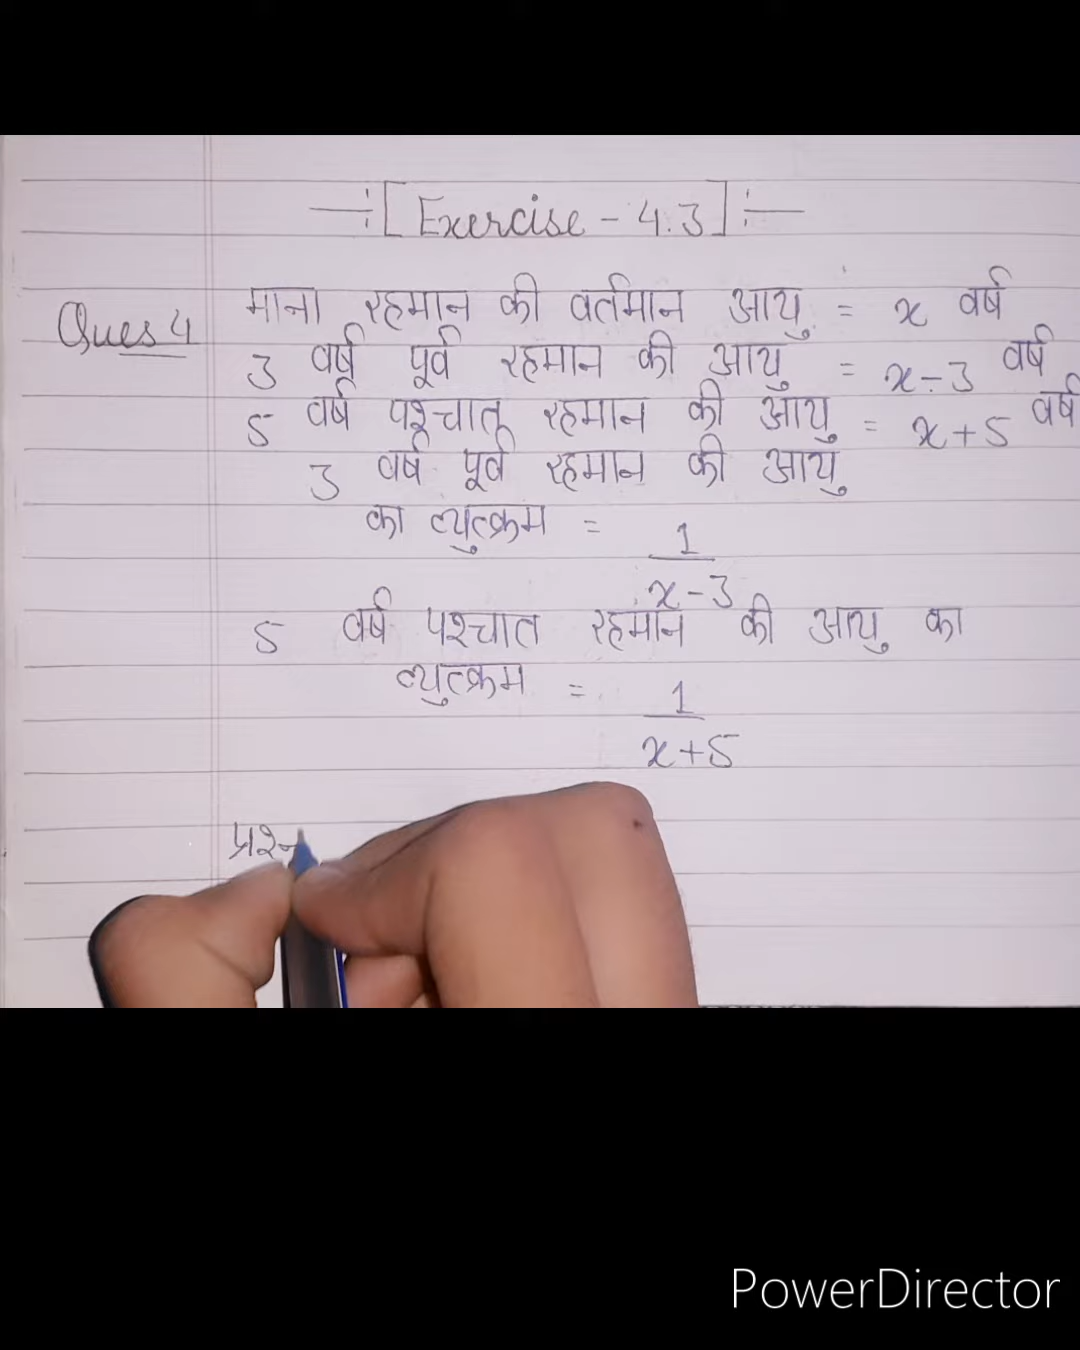 [Exercise - 4.3]
Ques 4 माना रहमान की वर्तमान आयु = x वर्ष
3 वर्ष पूर्व रहमान की आयु = x - 3 वर्ष
5 वर्ष पश्चात रहमान की आयु = x + 5 वर्ष
3 वर्ष पूर्व रहमान की आयु
का व्युत्क्रम = 1/(x - 3)
5 वर्ष पश्चात रहमान की आयु का
व्युत्क्रम = 1/(x + 5)
PowerDirector